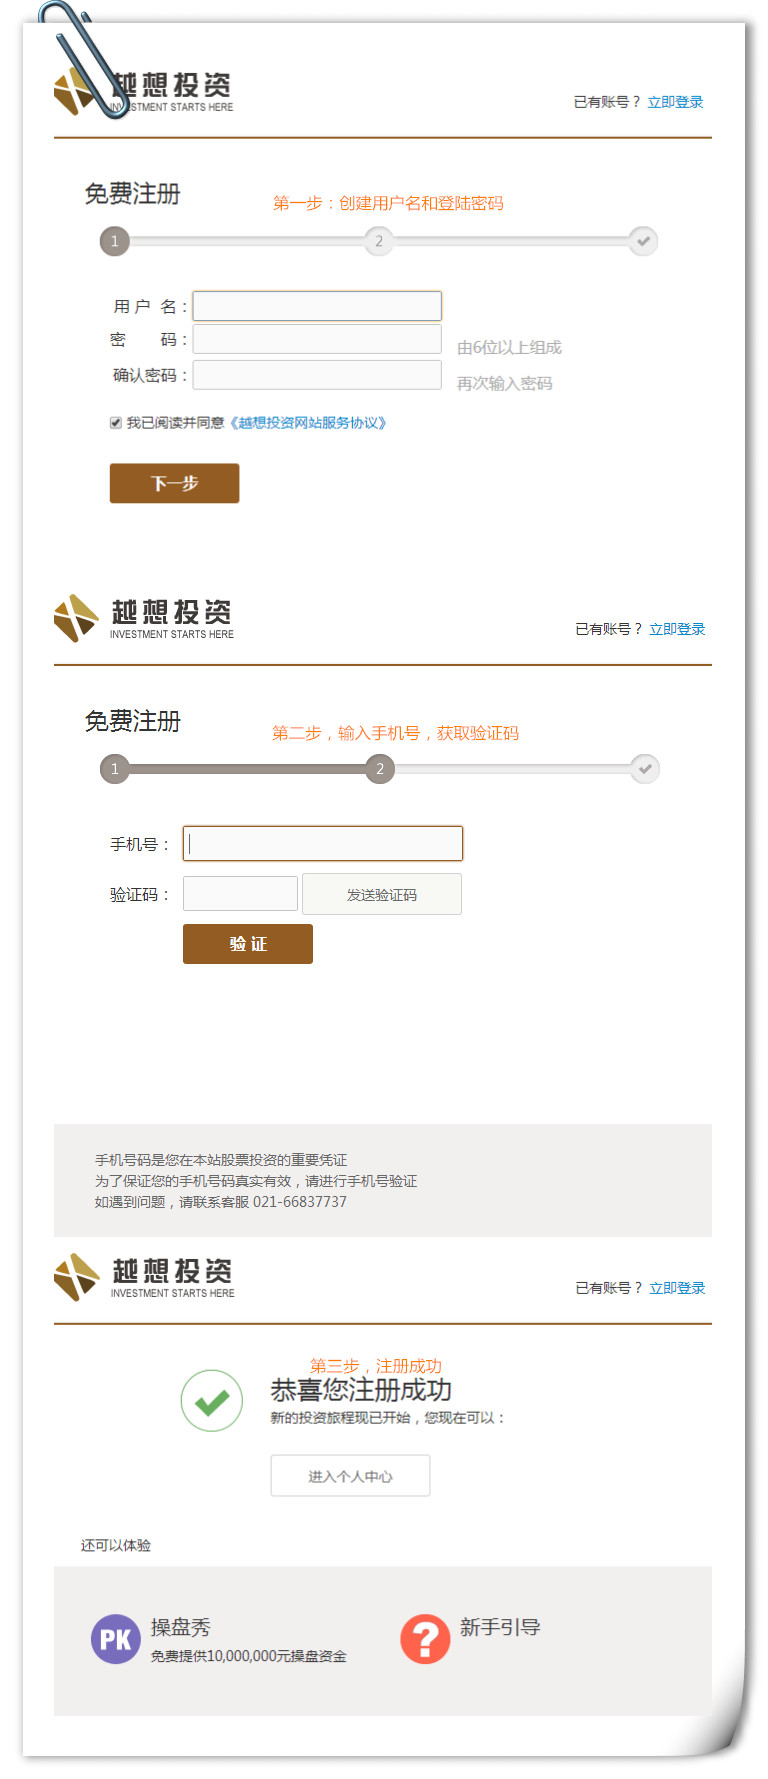 越想投资
INVESTMENT STARTS HERE
已有账号？ 立即登录
免费注册
第一步：创建用户名和登陆密码
1 2
用 户 名：
密 码：
由6位以上组成
确认密码：
再次输入密码
我已阅读并同意《越想投资网站服务协议》
下一步
越想投资
INVESTMENT STARTS HERE
已有账号？ 立即登录
免费注册
第二步，输入手机号，获取验证码
1 2
手机号：
验证码： 发送验证码
验 证
手机号码是您在本站股票投资的重要凭证
为了保证您的手机号码真实有效，请进行手机号验证
如遇到问题，请联系客服 021-66837737
越想投资
INVESTMENT STARTS HERE
已有账号？ 立即登录
第三步，注册成功
恭喜您注册成功
新的投资旅程现已开始，您现在可以：
进入个人中心
还可以体验
PK 操盘秀
免费提供10,000,000元操盘资金
? 新手引导